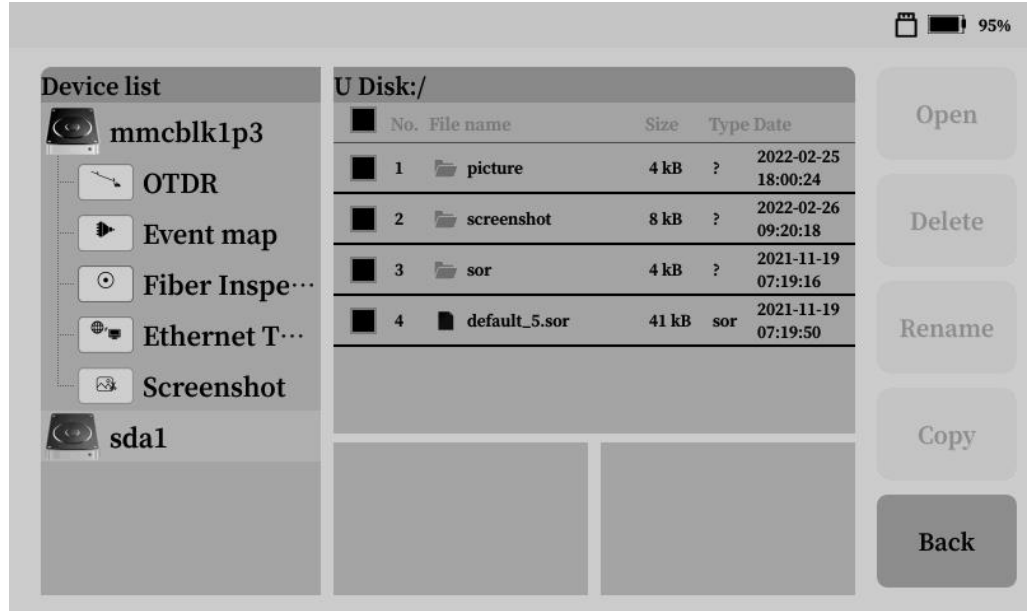 95%
Device list
mmcblk1p3
OTDR
Event map
Fiber Inspe···
Ethernet T···
Screenshot
sda1
U Disk:/
No. File name Size Type Date
1 picture 4 kB ? 2022-02-25 18:00:24
2 screenshot 8 kB ? 2022-02-26 09:20:18
3 sor 4 kB ? 2021-11-19 07:19:16
4 default_5.sor 41 kB sor 2021-11-19 07:19:50
Open
Delete
Rename
Copy
Back